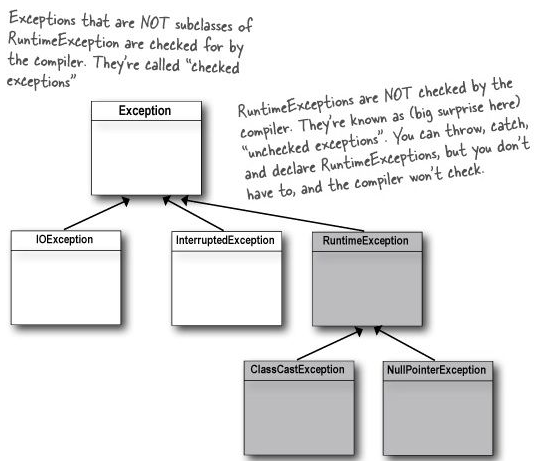 Exceptions that are NOT subclasses of
RuntimeException are checked for by
the compiler. They're called "checked
exceptions"
RuntimeExceptions are NOT checked by the
compiler. They're known as (big surprise here)
"unchecked exceptions". You can throw, catch,
and declare RuntimeExceptions, but you don't
have to, and the compiler won't check.
Exception
IOException
InterruptedException
RuntimeException
ClassCastException
NullPointerException